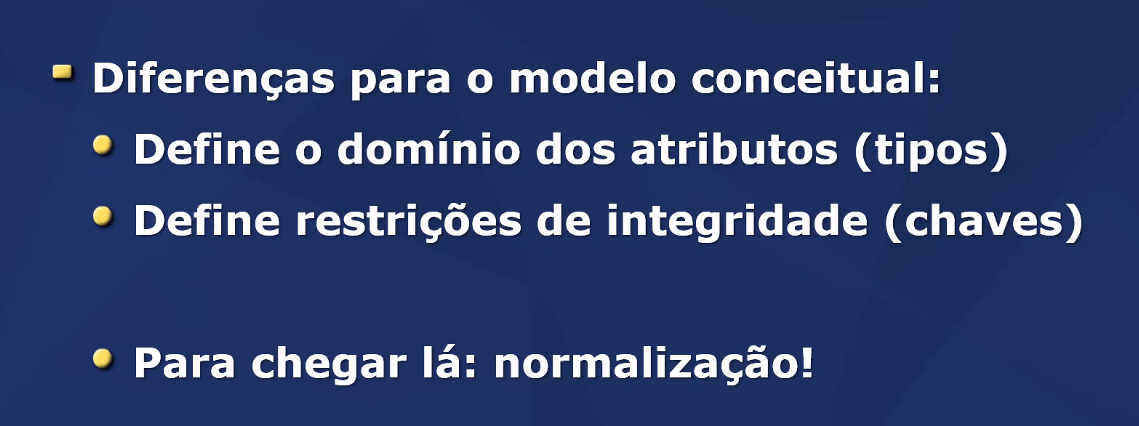 Diferenças para o modelo conceitual:
Define o domínio dos atributos (tipos)
Define restrições de integridade (chaves)
Para chegar lá: normalização!